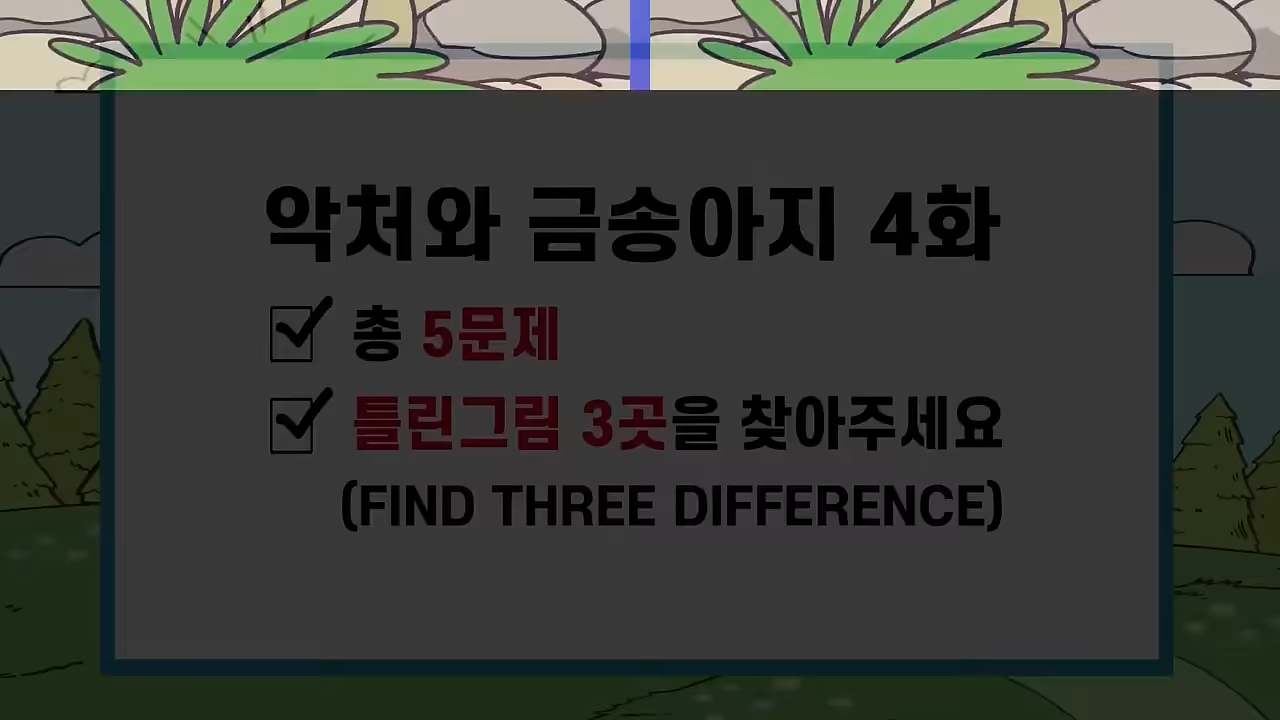 악처와 금송아지 4화
총 5문제
틀린그림 3곳을 찾아주세요
(FIND THREE DIFFERENCE)